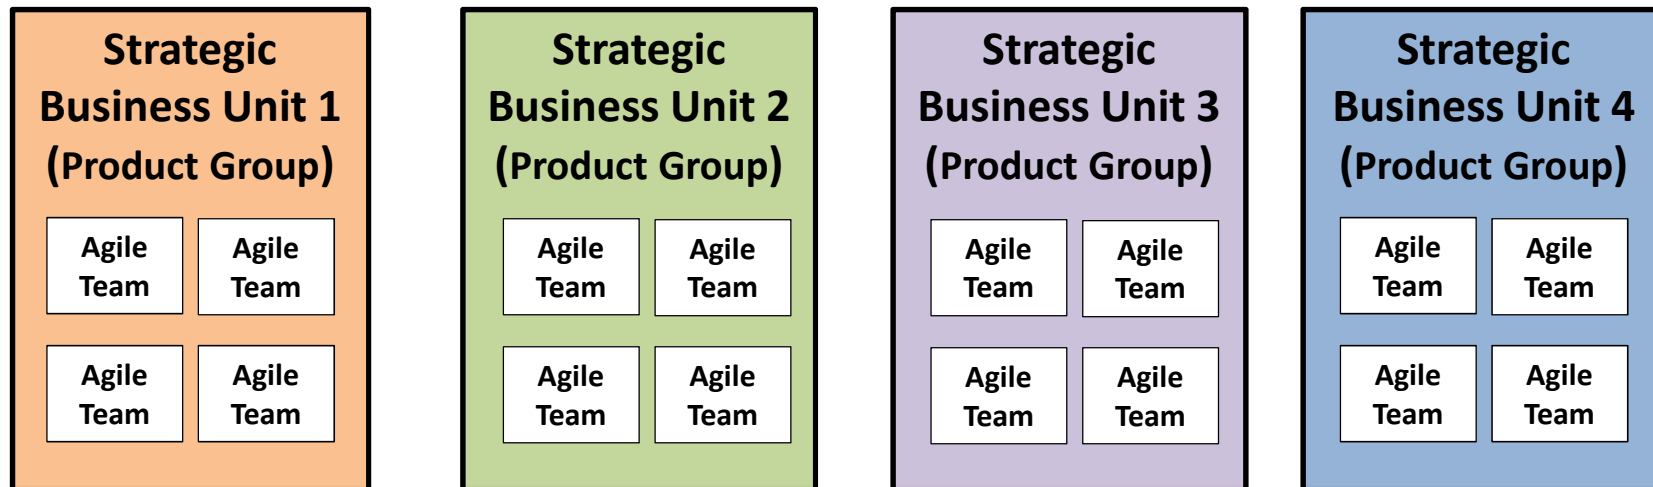 Strategic
Business Unit 1
(Product Group)
Agile
Team
Agile
Team
Agile
Team
Agile
Team
Strategic
Business Unit 2
(Product Group)
Agile
Team
Agile
Team
Agile
Team
Agile
Team
Strategic
Business Unit 3
(Product Group)
Agile
Team
Agile
Team
Agile
Team
Agile
Team
Strategic
Business Unit 4
(Product Group)
Agile
Team
Agile
Team
Agile
Team
Agile
Team